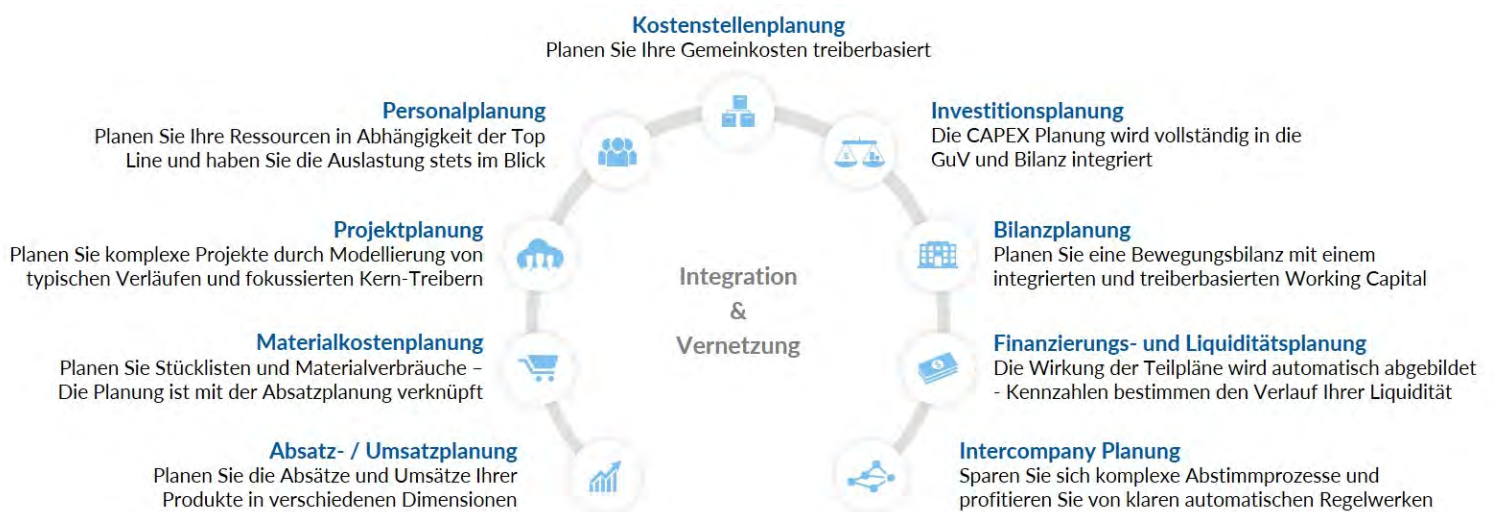 Kostenstellenplanung
Planen Sie Ihre Gemeinkosten treiberbasiert
Personalplanung
Planen Sie Ihre Ressourcen in Abhängigkeit der Top
Line und haben Sie die Auslastung stets im Blick
Projektplanung
Planen Sie komplexe Projekte durch Modellierung von
typischen Verläufen und fokussierten Kern-Treibern
Materialkostenplanung
Planen Sie Stücklisten und Materialverbräuche –
Die Planung ist mit der Absatzplanung verknüpft
Absatz- / Umsatzplanung
Planen Sie die Absätze und Umsätze Ihrer
Produkte in verschiedenen Dimensionen
Integration
&
Vernetzung
Investitionsplanung
Die CAPEX Planung wird vollständig in die
GuV und Bilanz integriert
Bilanzplanung
Planen Sie eine Bewegungsbilanz mit einem
integrierten und treiberbasierten Working Capital
Finanzierungs- und Liquiditätsplanung
Die Wirkung der Teilpläne wird automatisch abgebildet
- Kennzahlen bestimmen den Verlauf Ihrer Liquidität
Intercompany Planung
Sparen Sie sich komplexe Abstimmprozesse und
profitieren Sie von klaren automatischen Regelwerken